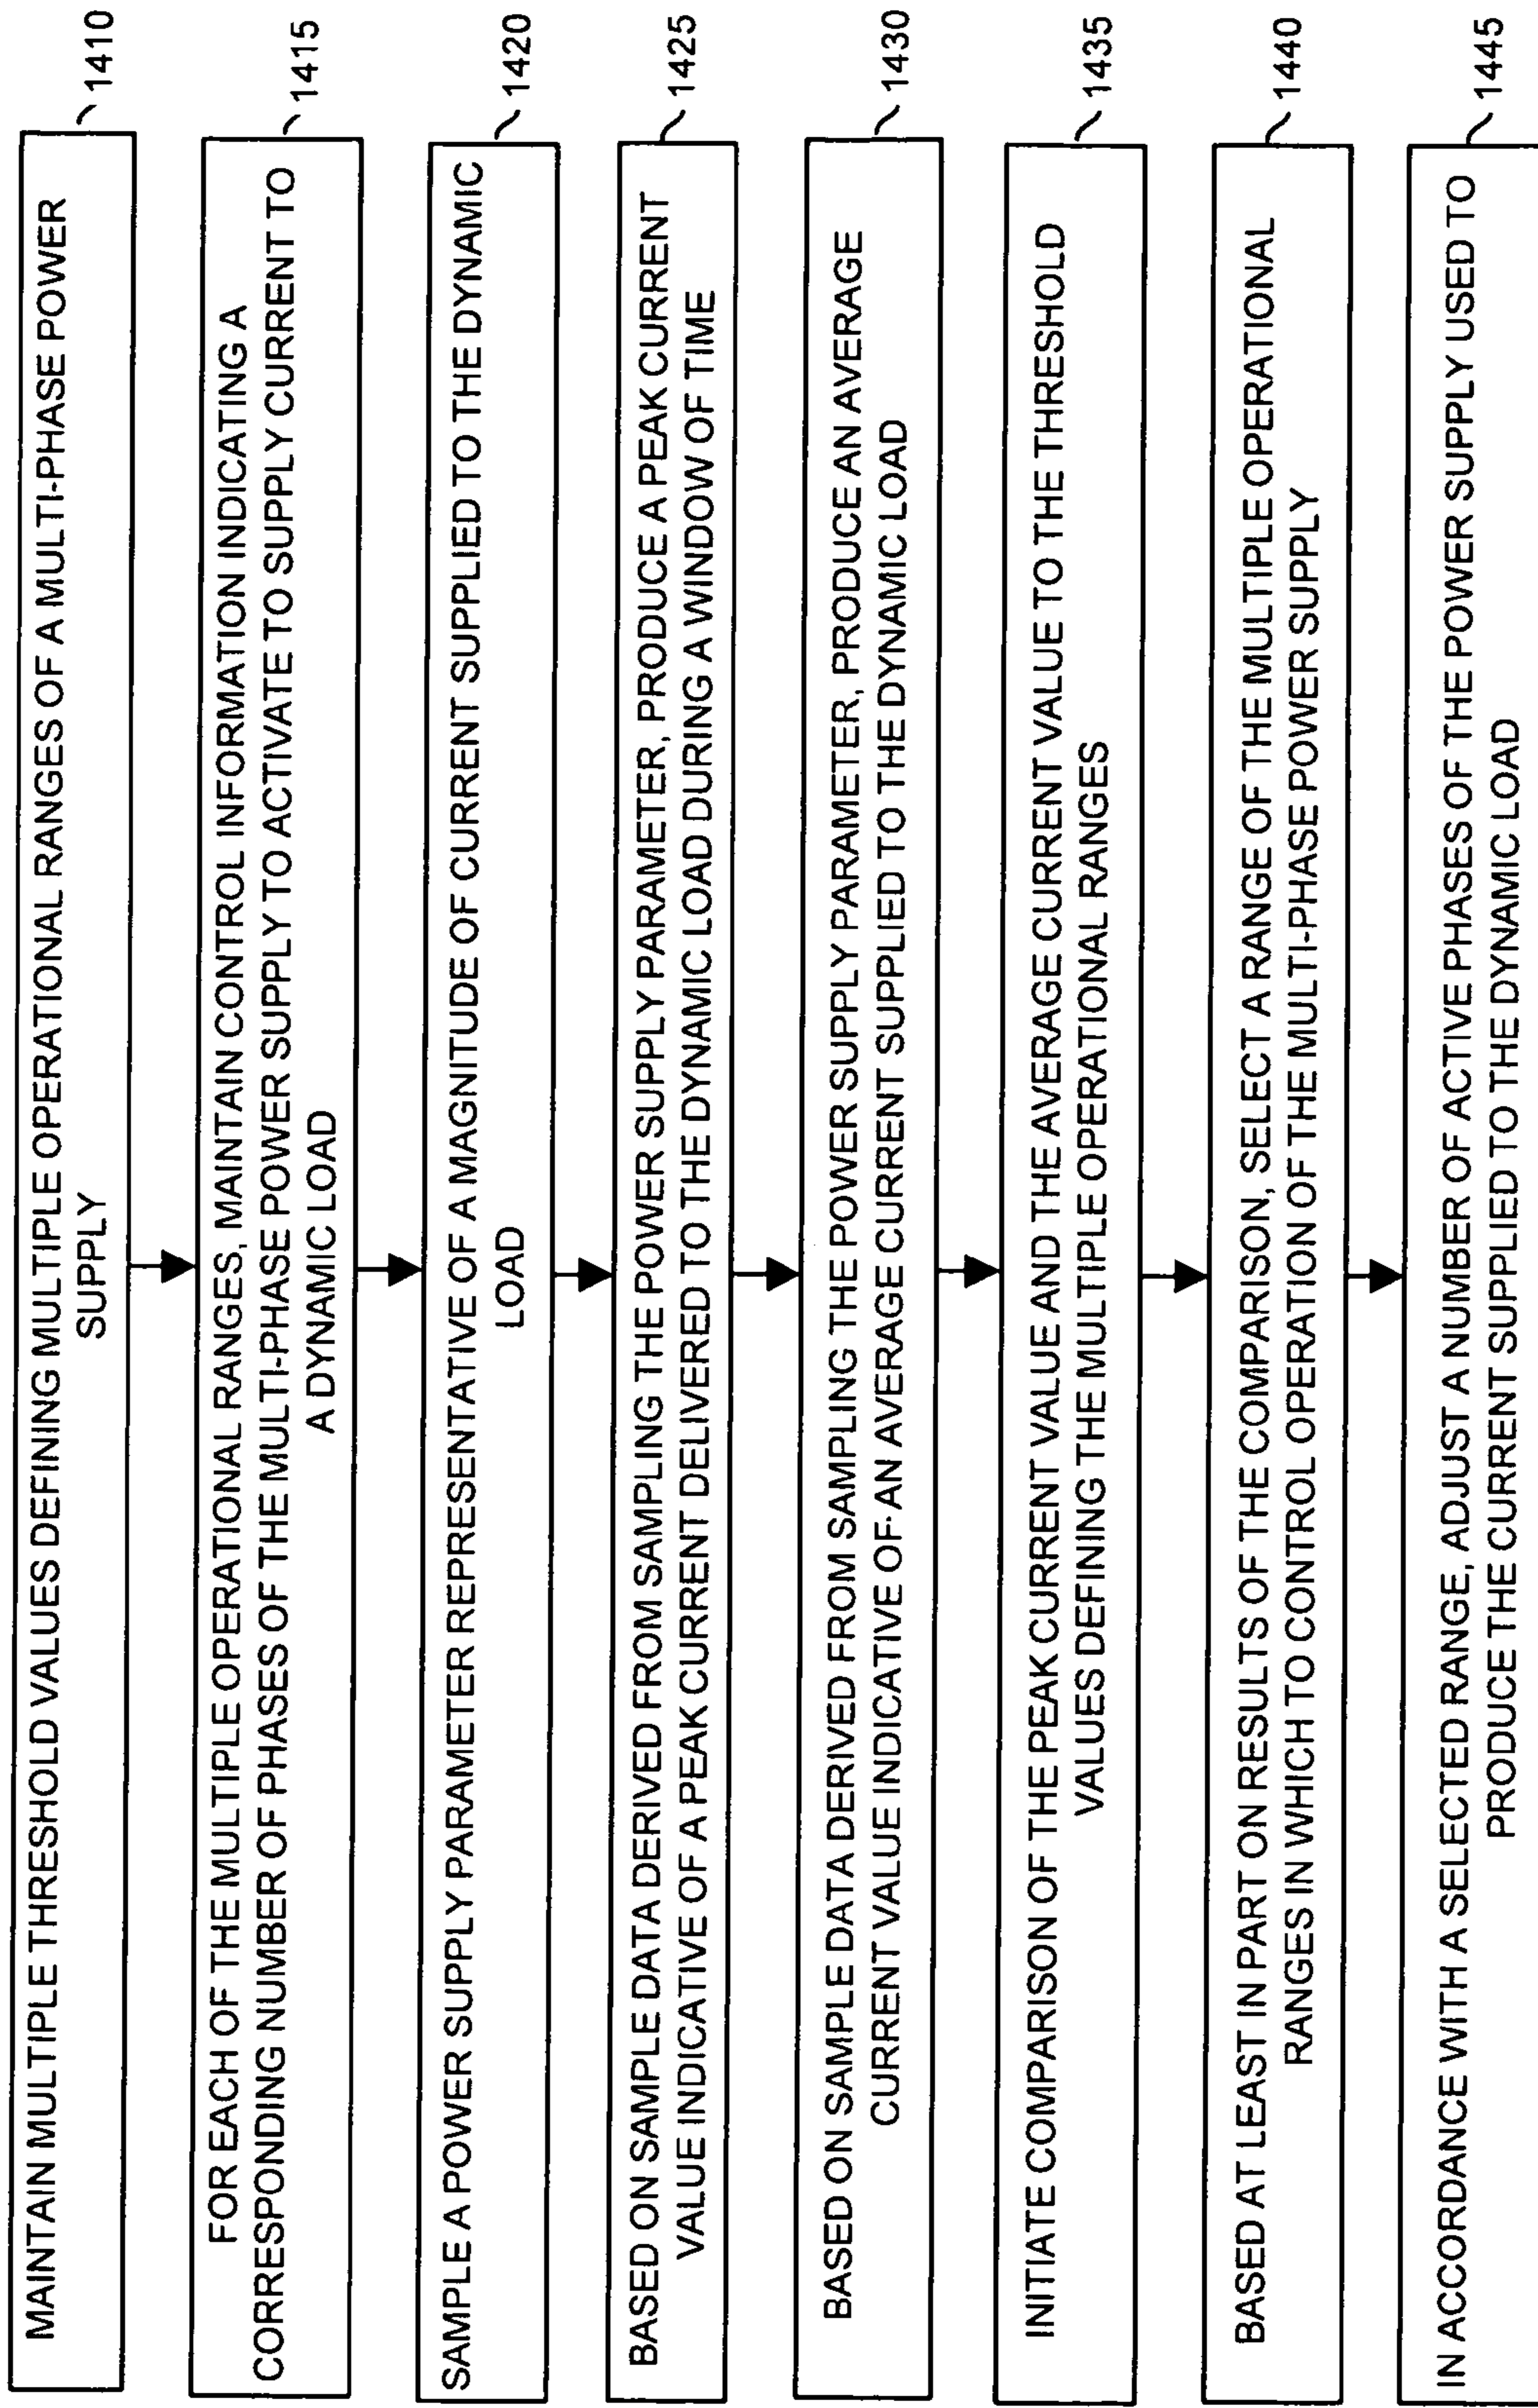 MAINTAIN MULTIPLE THRESHOLD VALUES DEFINING MULTIPLE OPERATIONAL RANGES OF A MULTI-PHASE POWER
SUPPLY
1410
FOR EACH OF THE MULTIPLE OPERATIONAL RANGES, MAINTAIN CONTROL INFORMATION INDICATING A
CORRESPONDING NUMBER OF PHASES OF THE MULTI-PHASE POWER SUPPLY TO ACTIVATE TO SUPPLY CURRENT TO
A DYNAMIC LOAD
1415
SAMPLE A POWER SUPPLY PARAMETER REPRESENTATIVE OF A MAGNITUDE OF CURRENT SUPPLIED TO THE DYNAMIC
LOAD
1420
BASED ON SAMPLE DATA DERIVED FROM SAMPLING THE POWER SUPPLY PARAMETER, PRODUCE A PEAK CURRENT
VALUE INDICATIVE OF A PEAK CURRENT DELIVERED TO THE DYNAMIC LOAD DURING A WINDOW OF TIME
1425
BASED ON SAMPLE DATA DERIVED FROM SAMPLING THE POWER SUPPLY PARAMETER, PRODUCE AN AVERAGE
CURRENT VALUE INDICATIVE OF AN AVERAGE CURRENT SUPPLIED TO THE DYNAMIC LOAD
1430
INITIATE COMPARISON OF THE PEAK CURRENT VALUE AND THE AVERAGE CURRENT VALUE TO THE THRESHOLD
VALUES DEFINING THE MULTIPLE OPERATIONAL RANGES
1435
BASED AT LEAST IN PART ON RESULTS OF THE COMPARISON, SELECT A RANGE OF THE MULTIPLE OPERATIONAL
RANGES IN WHICH TO CONTROL OPERATION OF THE MULTI-PHASE POWER SUPPLY
1440
IN ACCORDANCE WITH A SELECTED RANGE, ADJUST A NUMBER OF ACTIVE PHASES OF THE POWER SUPPLY USED TO
PRODUCE THE CURRENT SUPPLIED TO THE DYNAMIC LOAD
1445